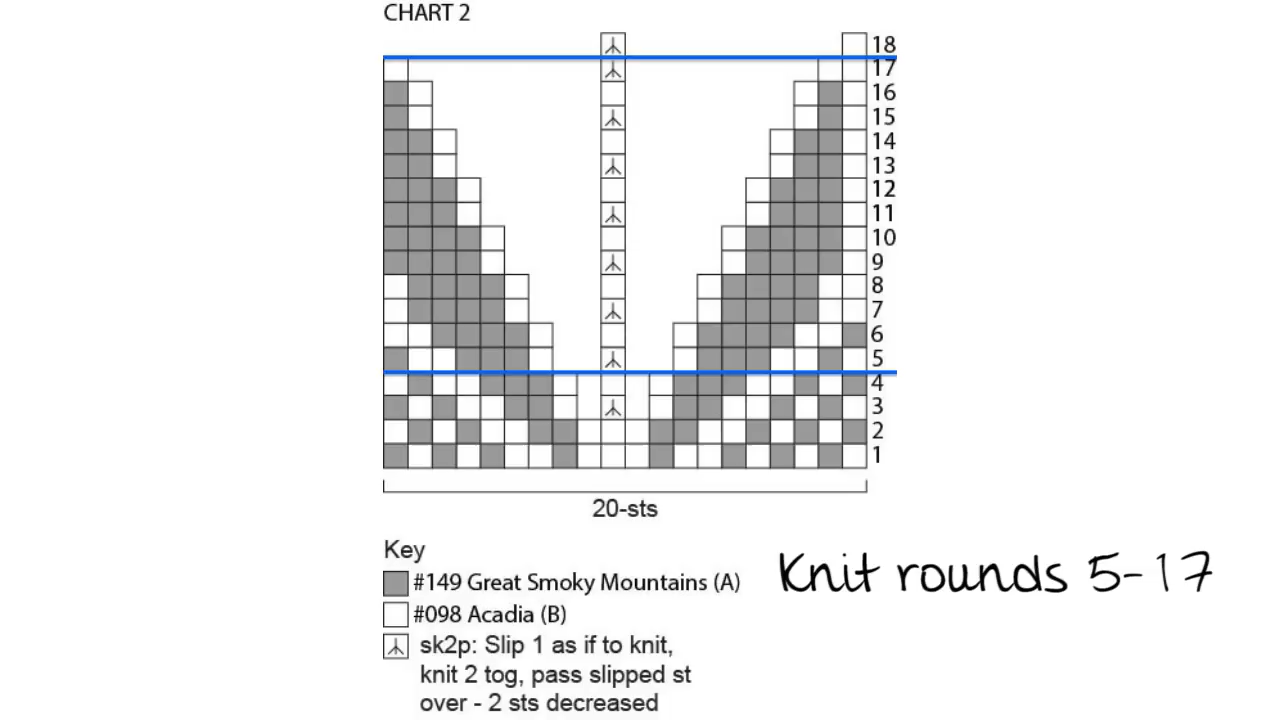 CHART 2
18
17
16
15
14
13
12
11
10
9
8
7
6
5
4
3
2
1
20-sts
Key
#149 Great Smoky Mountains (A)
#098 Acadia (B)
sk2p: Slip 1 as if to knit,
knit 2 tog, pass slipped st
over - 2 sts decreased
Knit rounds 5-17